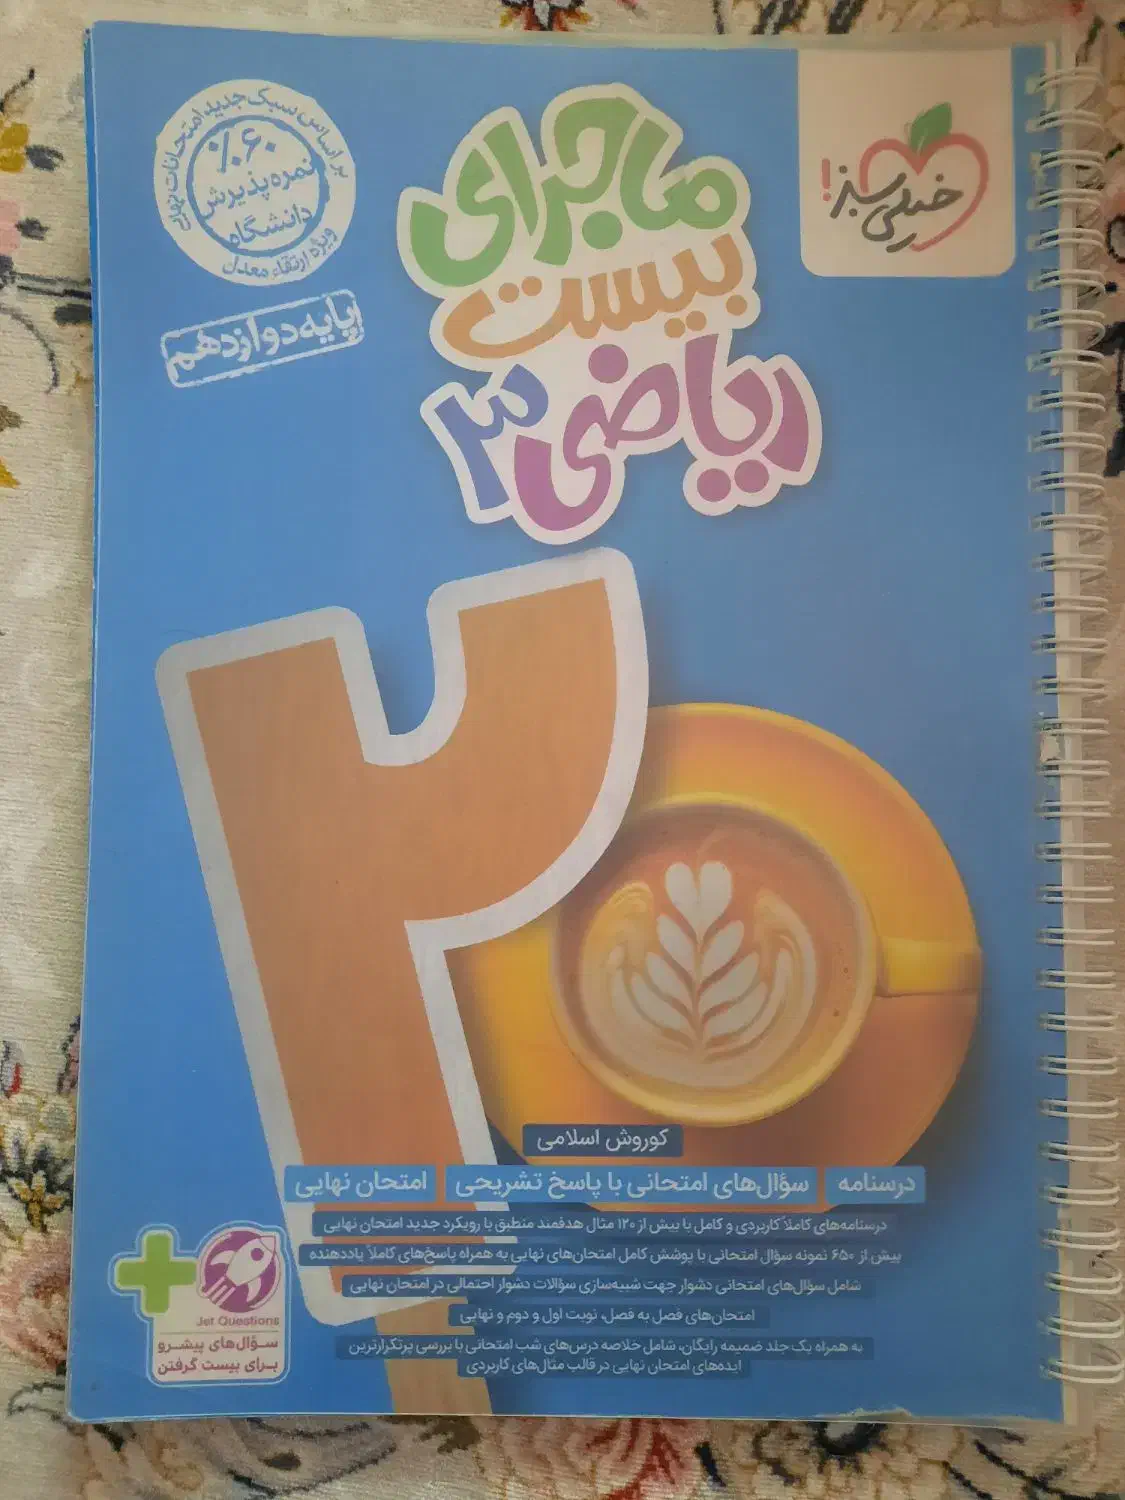 خیلی سبز!
براساس سبک جدید امتحانات نهایی
۶۰٪
نمره پذیرش
دانشگاه
ویژه ارتقاء معدل
پایه دوازدهم
ماجرای
بیست
ریاضی ۳
۲۰
کوروش اسلامی
درسنامه سؤال‌های امتحانی با پاسخ تشریحی امتحان نهایی
درسنامه‌های کاملاً کاربردی و کامل با بیش از ۱۲۰ مثال هدفمند منطبق با رویکرد جدید امتحان نهایی
بیش از ۶۵۰ نمونه سؤال امتحانی با پوشش کامل امتحان‌های نهایی به همراه پاسخ‌های کاملاً یاددهنده
شامل سؤال‌های امتحانی دشوار جهت شبیه‌سازی سؤالات دشوار احتمالی در امتحان نهایی
امتحان‌های فصل به فصل، نوبت اول و دوم و نهایی
به همراه یک جلد ضمیمه رایگان، شامل خلاصه درس‌های شب امتحانی با بررسی پرتکرارترین
ایده‌های امتحان نهایی در قالب مثال‌های کاربردی
Jet Questions
سؤال‌های پیشرو
برای بیست گرفتن